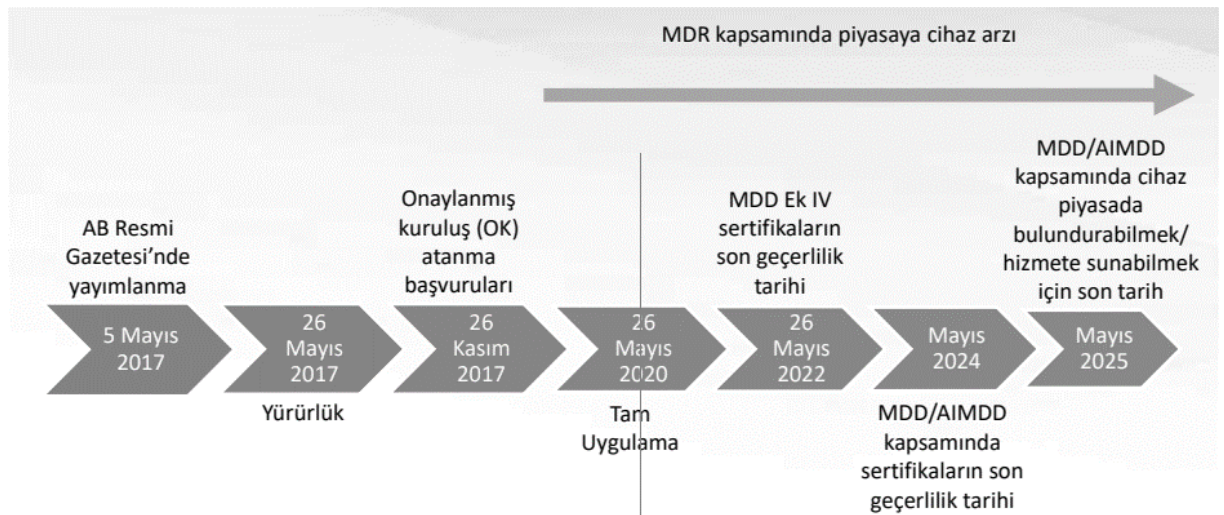 MDR kapsamında piyasaya cihaz arzı
AB Resmi
Gazetesi’nde
yayımlanma
5 Mayıs
2017
26
Mayıs
2017
Yürürlük
Onaylanmış
kuruluş (OK)
atanma
başvuruları
26
Kasım
2017
26
Mayıs
2020
Tam
Uygulama
MDD Ek IV
sertifikaların
son geçerlilik
tarihi
26
Mayıs
2022
Mayıs
2024
MDD/AIMDD
kapsamında
sertifikaların son
geçerlilik tarihi
MDD/AIMDD
kapsamında cihaz
piyasada
bulundurabilmek/
hizmete sunabilmek
için son tarih
Mayıs
2025